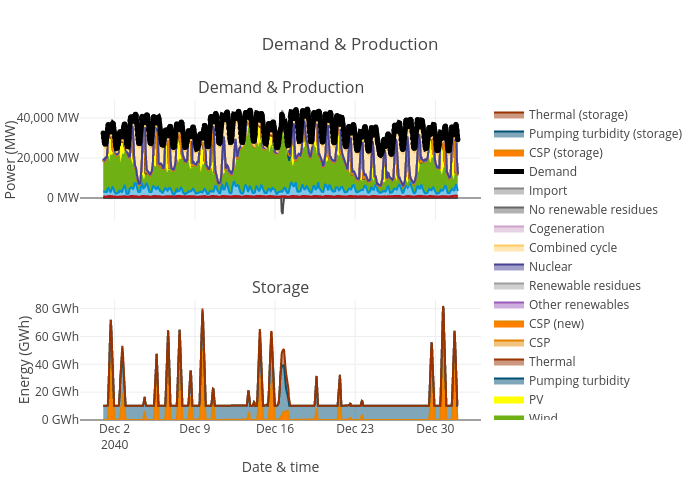 Demand & Production
Demand & Production
Power (MW)
40,000 MW
20,000 MW
0 MW
Storage
Energy (GWh)
80 GWh
60 GWh
40 GWh
20 GWh
0 GWh
Dec 2
2040
Dec 9
Dec 16
Dec 23
Dec 30
Date & time
Thermal (storage)
Pumping turbidity (storage)
CSP (storage)
Demand
Import
No renewable residues
Cogeneration
Combined cycle
Nuclear
Renewable residues
Other renewables
CSP (new)
CSP
Thermal
Pumping turbidity
PV
Wind